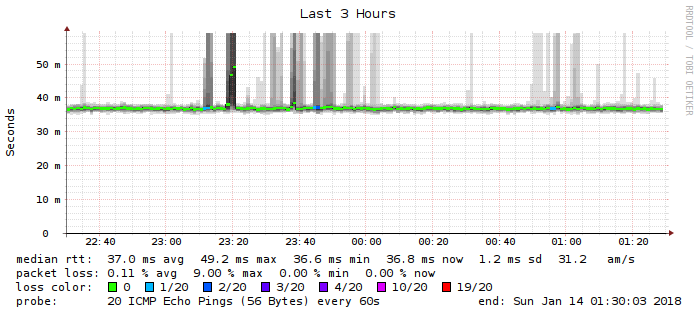 Last 3 Hours
RRDTOOL / TOBI OETIKER
Seconds
50 m
40 m
30 m
20 m
10 m
0
22:40 23:00 23:20 23:40 00:00 00:20 00:40 01:00 01:20
median rtt: 37.0 ms avg 49.2 ms max 36.6 ms min 36.8 ms now 1.2 ms sd 31.2 am/s
packet loss: 0.11 % avg 9.00 % max 0.00 % min 0.00 % now
loss color: 0 1/20 2/20 3/20 4/20 10/20 19/20
probe: 20 ICMP Echo Pings (56 Bytes) every 60s end: Sun Jan 14 01:30:03 2018